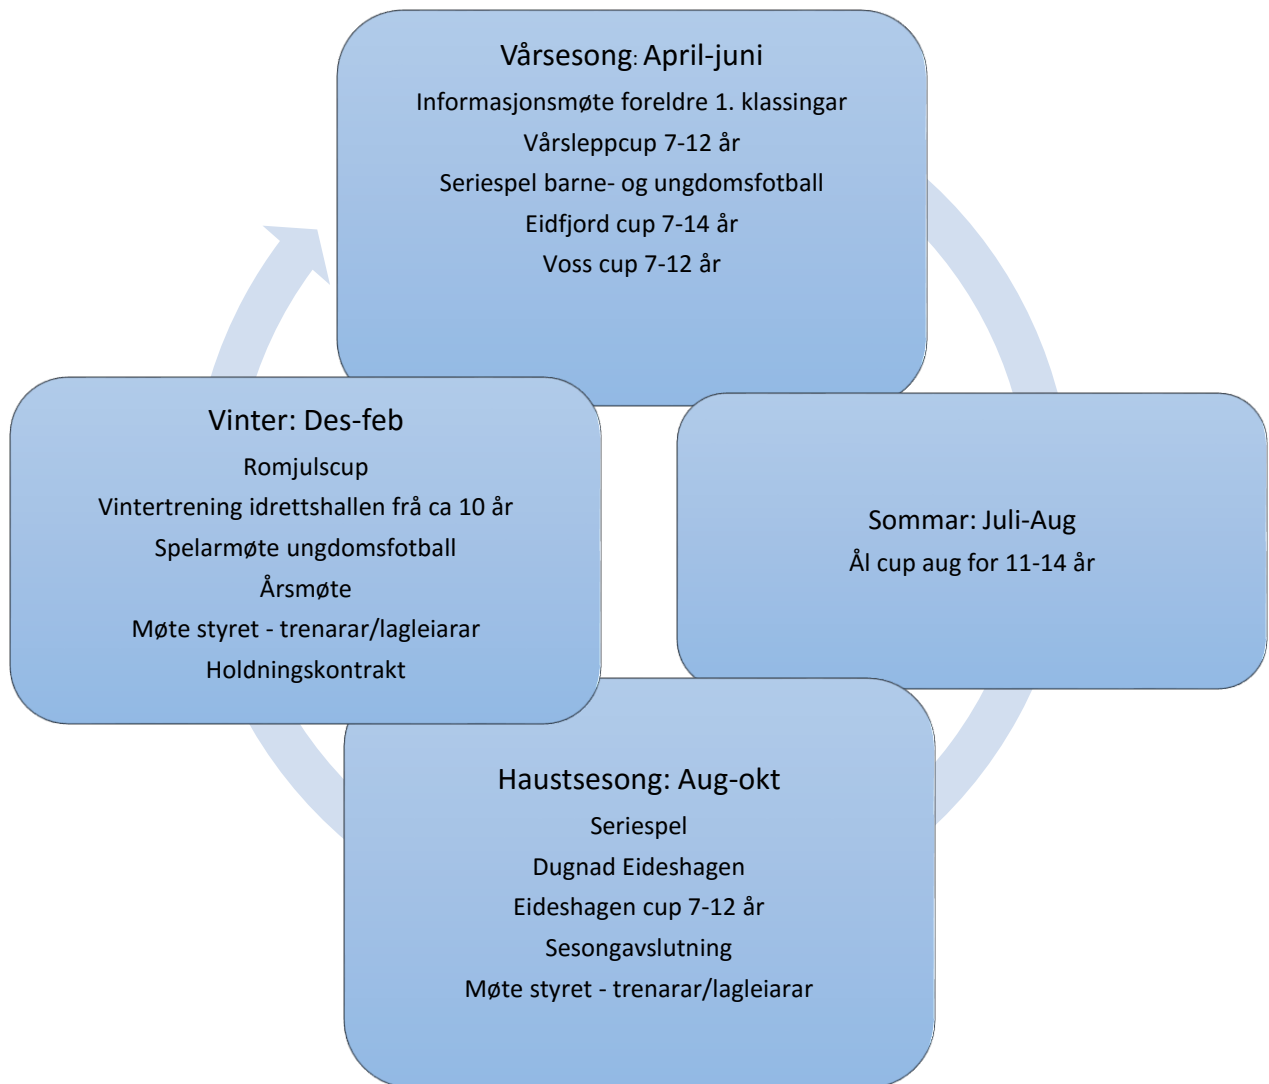 Vårsesong: April-juni
Informasjonsmøte foreldre 1. klassingar
Vårsleppcup 7-12 år
Seriespel barne- og ungdomsfotball
Eidfjord cup 7-14 år
Voss cup 7-12 år
Sommar: Juli-Aug
Ål cup aug for 11-14 år
Haustsesong: Aug-okt
Seriespel
Dugnad Eideshagen
Eideshagen cup 7-12 år
Sesongavslutning
Møte styret - trenarar/lagleiarar
Vinter: Des-feb
Romjulscup
Vintertrening idrettshallen frå ca 10 år
Spelarmøte ungdomsfotball
Årsmøte
Møte styret - trenarar/lagleiarar
Holdningskontrakt